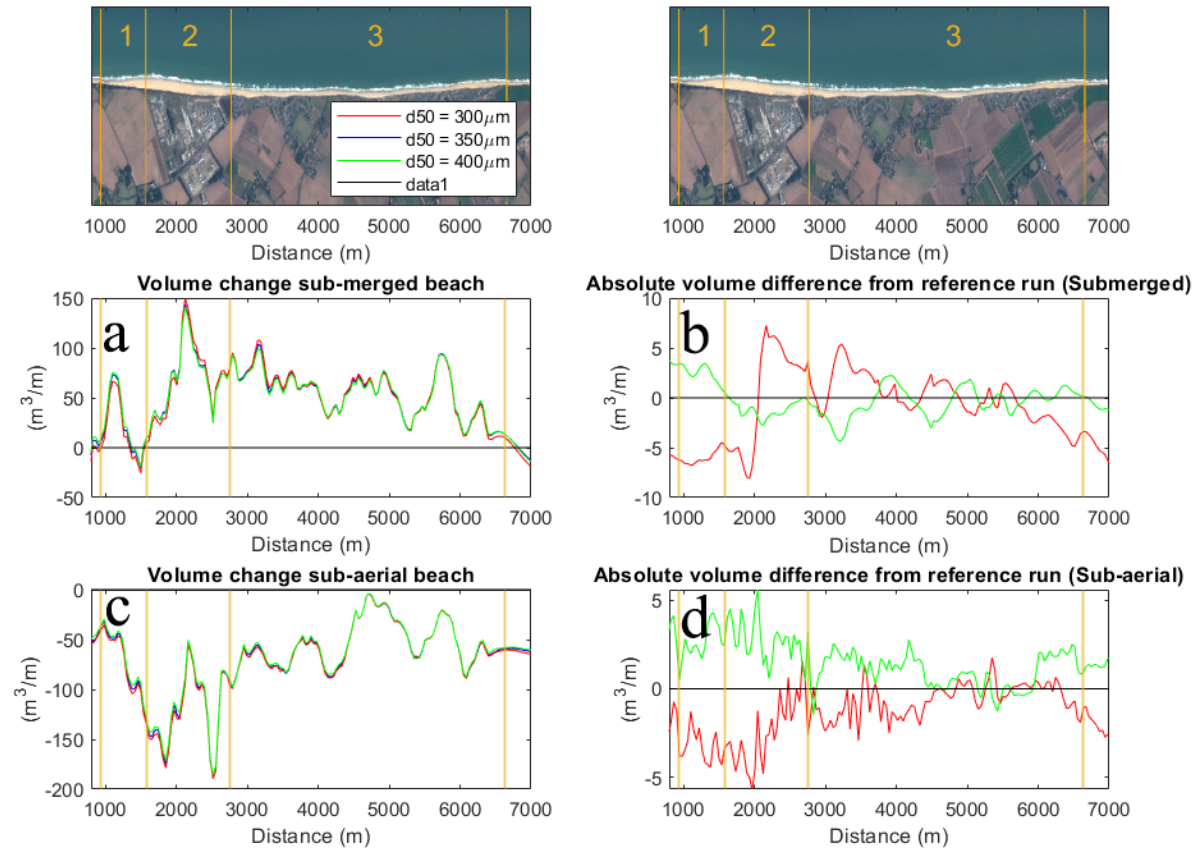 1 2 3
1 2 3
d50 = 300μm
d50 = 350μm
d50 = 400μm
data1
1000 2000 3000 4000 5000 6000 7000
Distance (m)
1000 2000 3000 4000 5000 6000 7000
Distance (m)
Volume change sub-merged beach
a
150
100
50
0
-50
(m³/m)
1000 2000 3000 4000 5000 6000 7000
Distance (m)
Absolute volume difference from reference run (Submerged)
b
10
5
0
-5
-10
(m³/m)
1000 2000 3000 4000 5000 6000 7000
Distance (m)
Volume change sub-aerial beach
c
0
-50
-100
-150
-200
(m³/m)
1000 2000 3000 4000 5000 6000 7000
Distance (m)
Absolute volume difference from reference run (Sub-aerial)
d
5
0
-5
(m³/m)
1000 2000 3000 4000 5000 6000 7000
Distance (m)